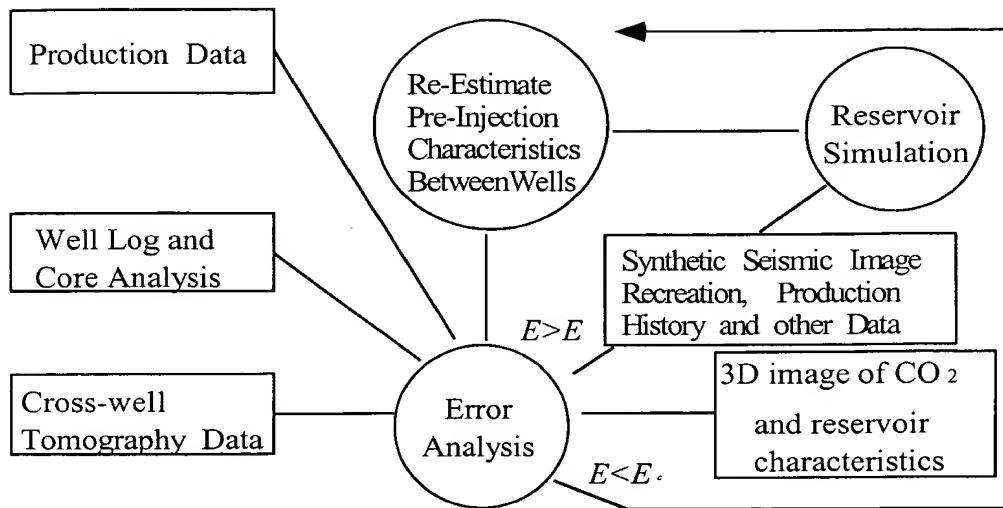 Production Data
Re-Estimate
Pre-Injection
Characteristics
BetweenWells
Reservoir
Simulation
Well Log and
Core Analysis
Synthetic Seismic Image
Recreation, Production
History and other Data
E>E
Cross-well
Tomography Data
Error
Analysis
3D image of CO2
and reservoir
characteristics
E<Ec